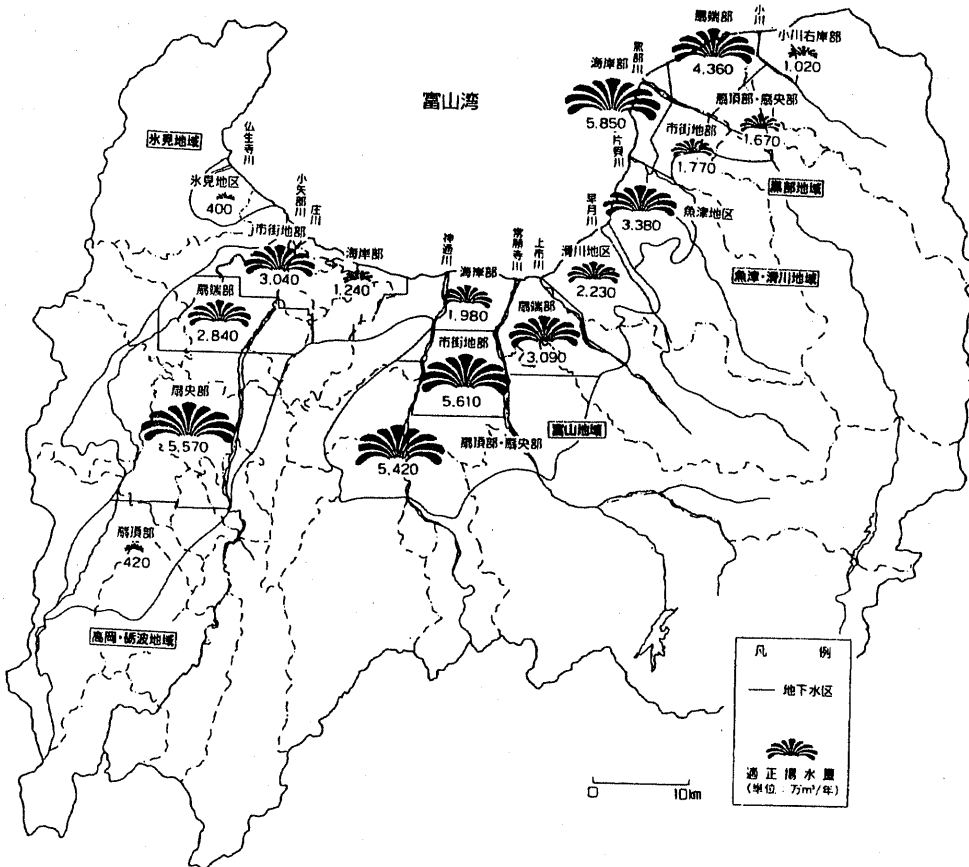 扇端部
小川
小川右岸部
1.020
4.360
黒部川
海岸部
5.850
扇頂部・扇央部
1.670
市街地部
1.770
黒部地域
富山湾
片貝川
氷見地域
仏生寺川
氷見地区
400
小矢部川
庄川
早月川
3.380
魚津地区
市街地部
3.040
海岸部
1.240
神通川
海岸部
1.980
常願寺川
上市川
滑川地区
2.230
魚津・滑川地域
扇端部
2.840
扇端部
3.090
市街地部
5.610
扇央部
5.570
富山地域
扇頂部・扇央部
5.420
扇頂部
420
高岡・砺波地域
凡 例
地下水区
適正揚水量
(単位：万m³/年)
0 10km